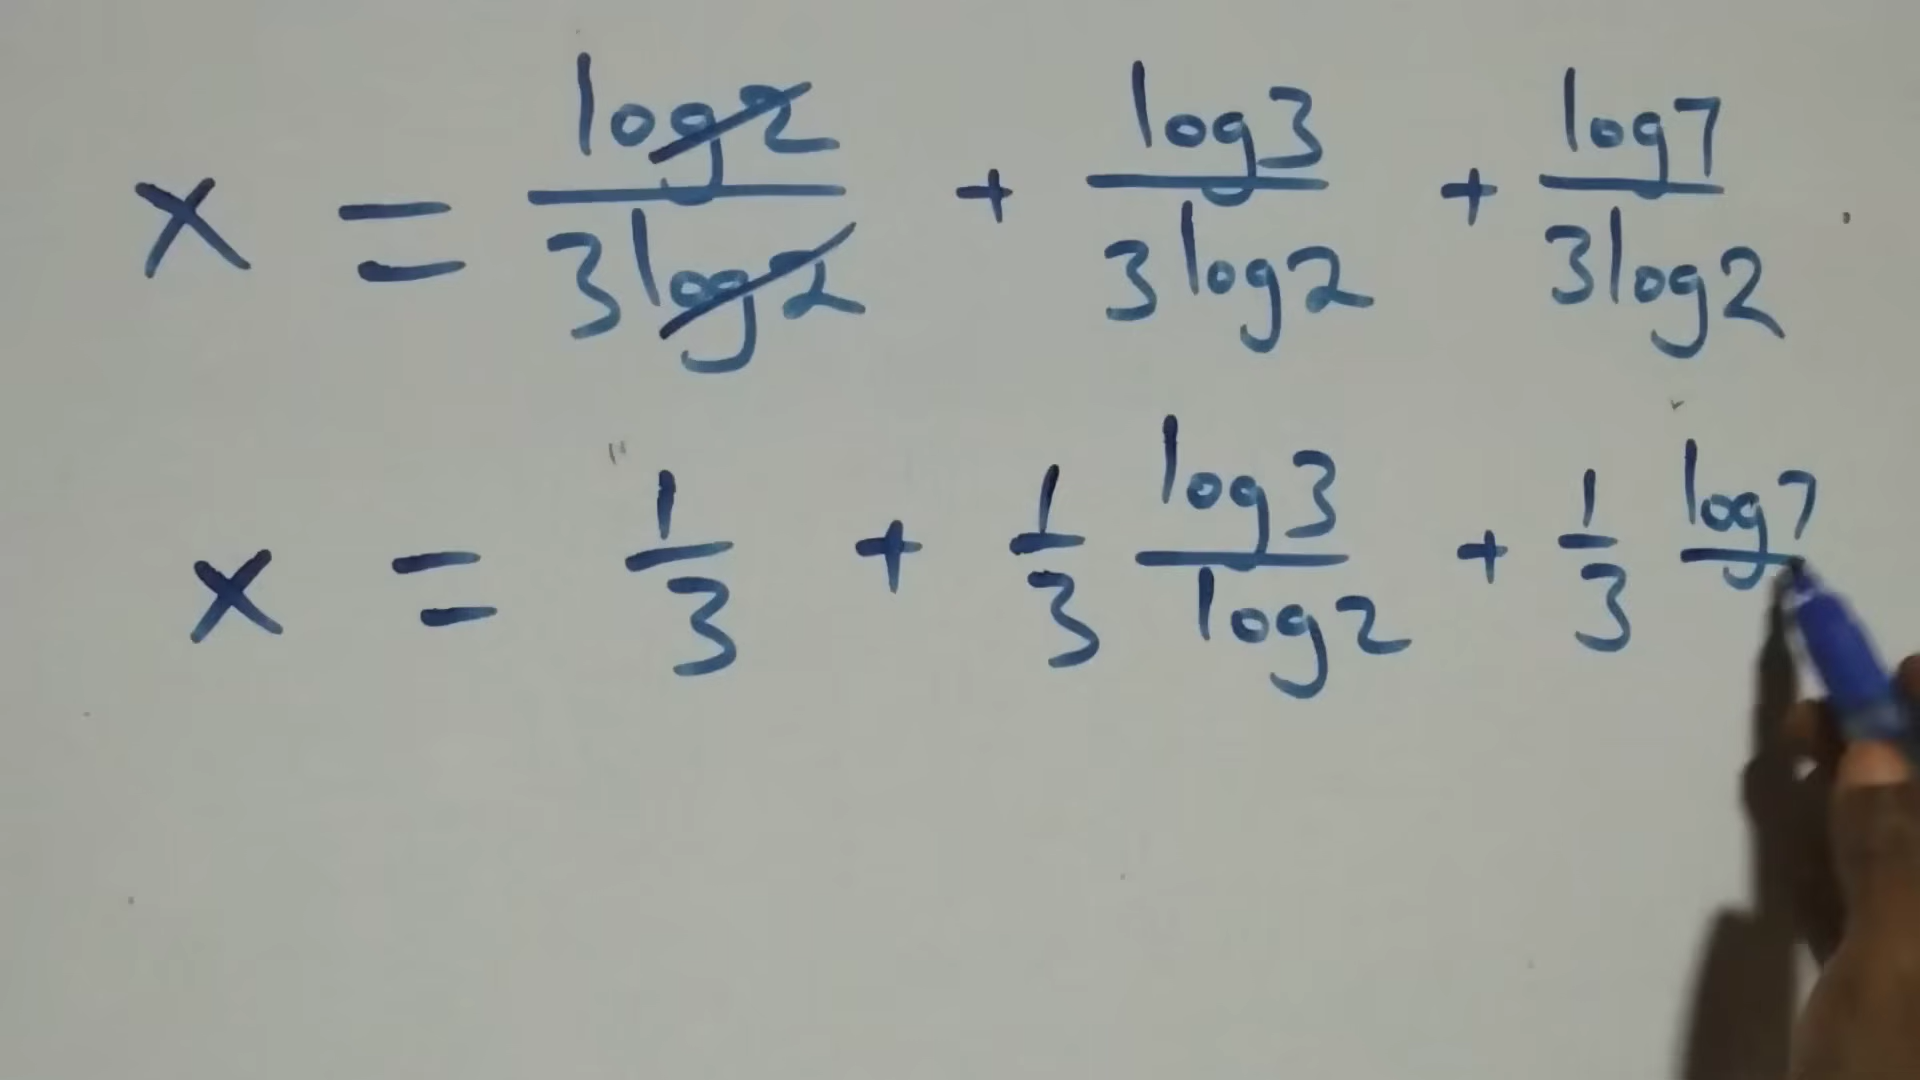 x = log2/3log2 + log3/3log2 + log7/3log2
x = 1/3 + 1/3 log3/log2 + 1/3 log7